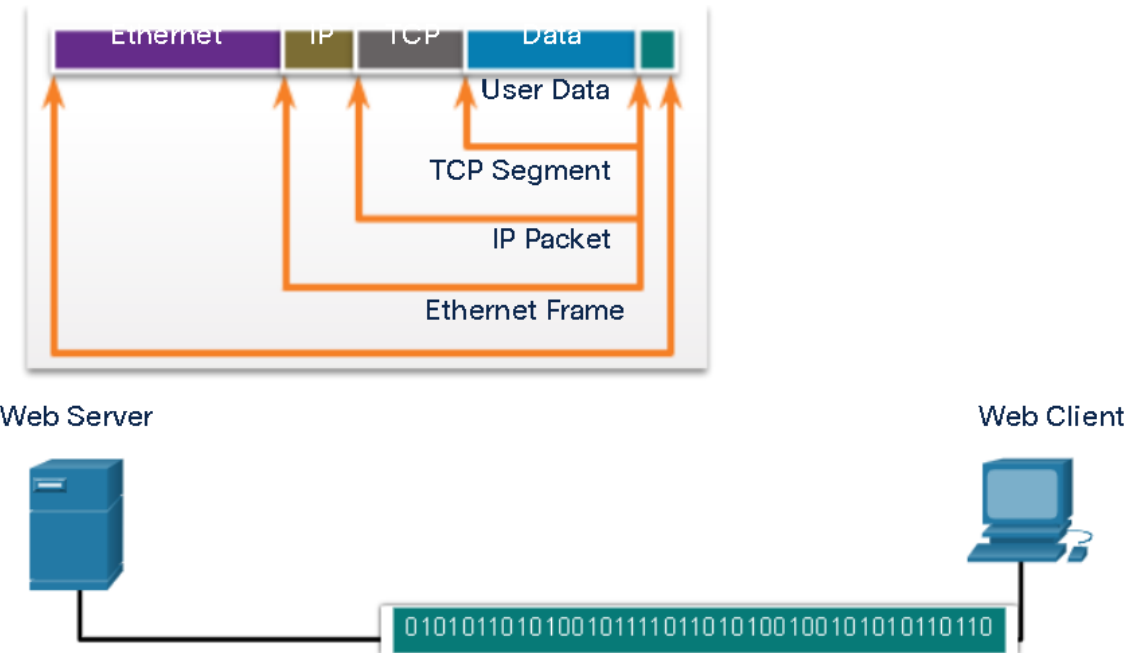 Ethernet IP TCP Data
User Data
TCP Segment
IP Packet
Ethernet Frame
Web Server Web Client
0101011010100101111011010100100101010110110